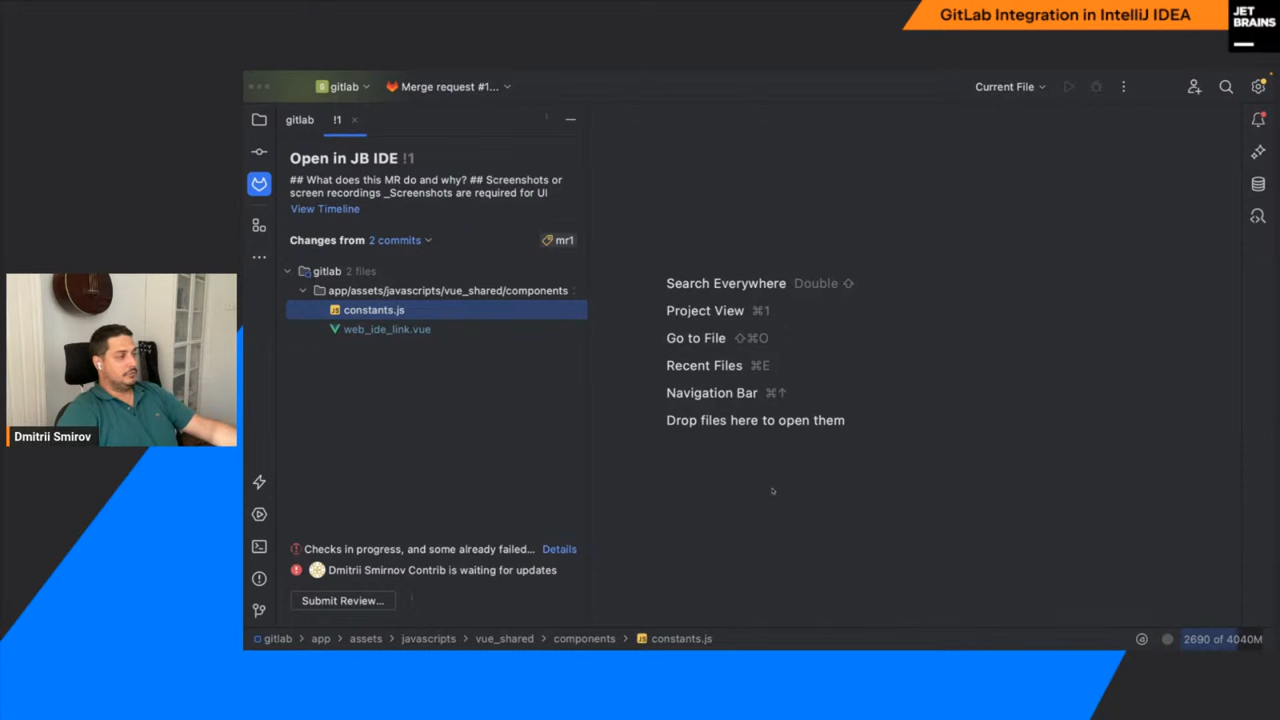 GitLab Integration in IntelliJ IDEA
JET
BRAINS
gitlab
Merge request #1...
Current File
gitlab
!1
Open in JB IDE !1
## What does this MR do and why? ## Screenshots or
screen recordings _Screenshots are required for UI
View Timeline
Changes from 2 commits
mr1
gitlab 2 files
app/assets/javascripts/vue_shared/components
constants.js
web_ide_link.vue
Search Everywhere Double ⇧
Project View ⌘1
Go to File ⇧⌘O
Recent Files ⌘E
Navigation Bar ⌘↑
Drop files here to open them
Dmitrii Smirov
Checks in progress, and some already failed... Details
Dmitrii Smirnov Contrib is waiting for updates
Submit Review...
gitlab > app > assets > javascripts > vue_shared > components > constants.js
2690 of 4040M